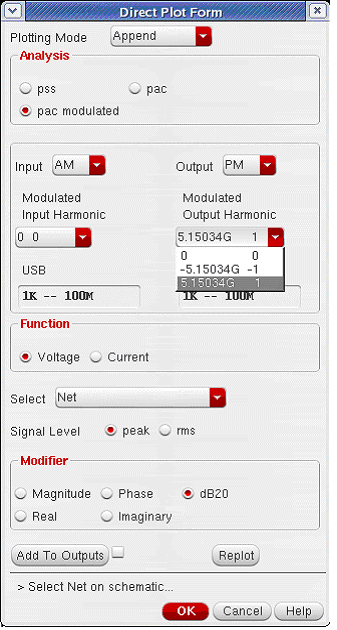 Direct Plot Form
Plotting Mode Append
Analysis
pss pac
pac modulated
Input AM Output PM
Modulated Modulated
Input Harmonic Output Harmonic
0 0 5.15034G 1
0 0
-5.15034G -1
5.15034G 1
USB
1K -- 100M 1K -- 100M
Function
Voltage Current
Select Net
Signal Level peak rms
Modifier
Magnitude Phase dB20
Real Imaginary
Add To Outputs Replot
> Select Net on schematic...
OK Cancel Help